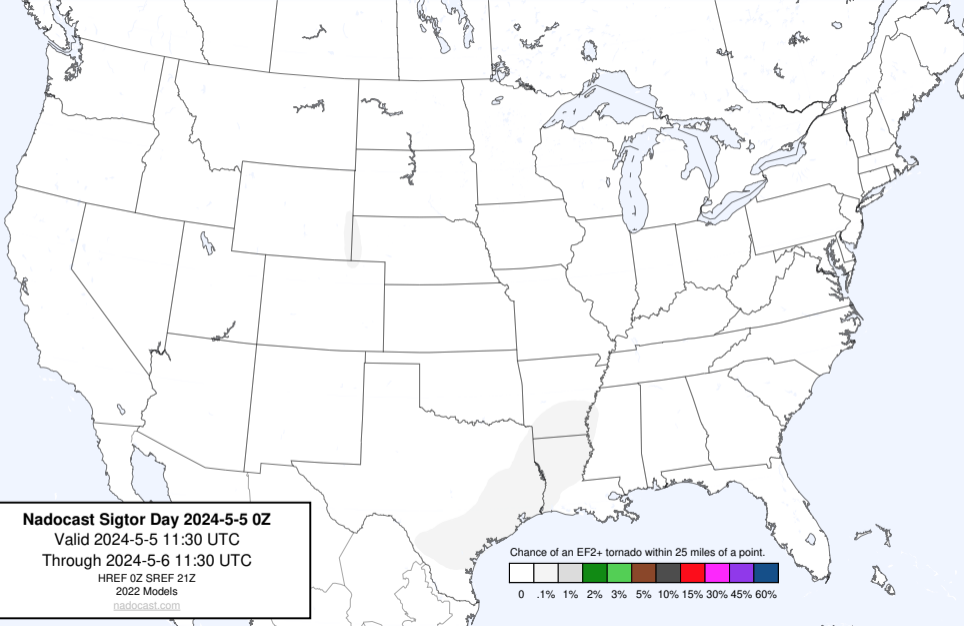 Nadocast Sigtor Day 2024-5-5 0Z
Valid 2024-5-5 11:30 UTC
Through 2024-5-6 11:30 UTC
HREF 0Z SREF 21Z
2022 Models
nadocast.com
Chance of an EF2+ tornado within 25 miles of a point.
0 .1% 1% 2% 3% 5% 10% 15% 30% 45% 60%